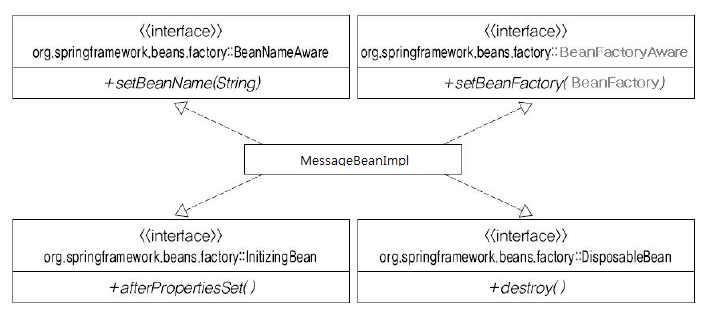 ⟨⟨interface⟩⟩
org.springframework.beans.factory::BeanNameAware
+setBeanName(String)
⟨⟨interface⟩⟩
org.springframework.beans.factory::BeanFactoryAware
+setBeanFactory( BeanFactory)
MessageBeanImpl
⟨⟨interface⟩⟩
org.springframework.beans.factory::InitizingBean
+afterPropertiesSet( )
⟨⟨interface⟩⟩
org.springframework.beans.factory::DisposableBean
+destroy( )